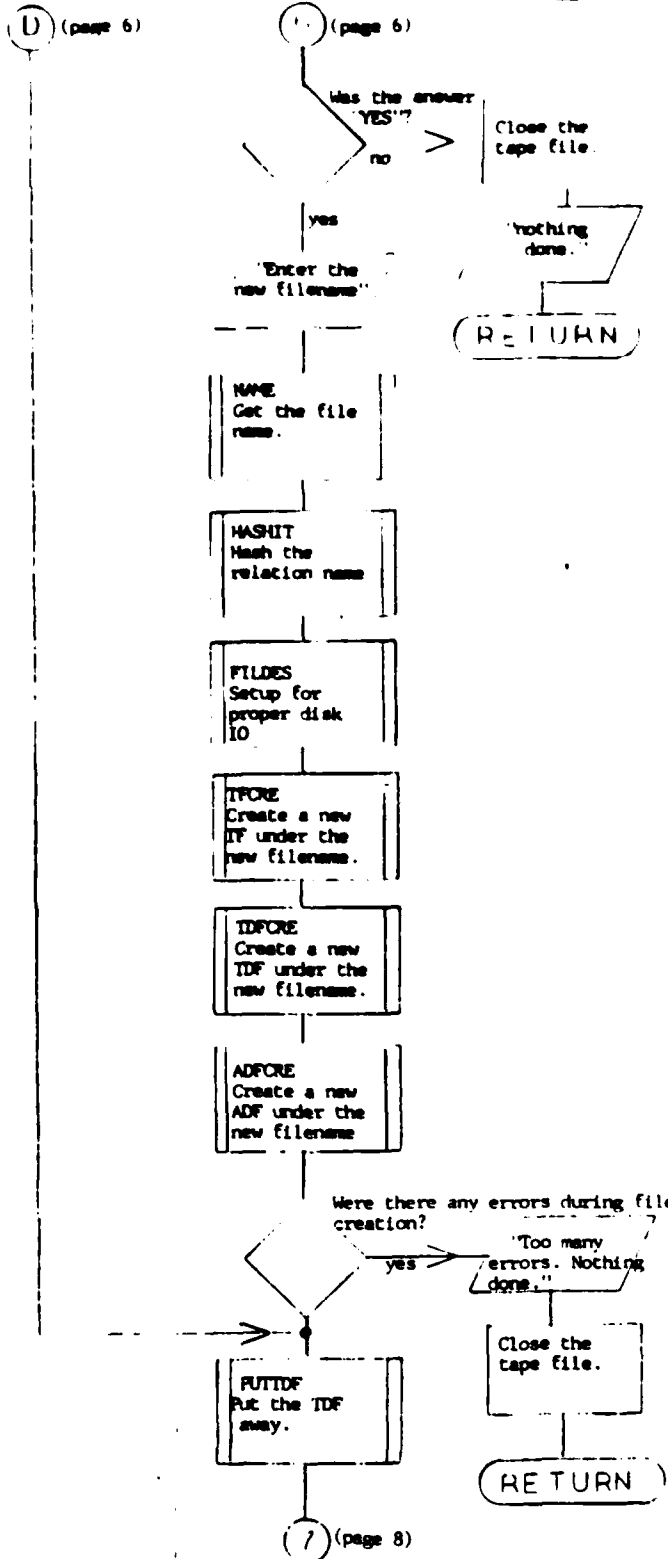 D (page 6)
(page 6)
Was the answer
"YES"?
no
Close the
tape file.
yes
"nothing
done."
"Enter the
new filename"
RETURN
NAME
Get the file
name.
HASHIT
Hash the
relation name
FILDES
Setup for
proper disk
IO
TFCRE
Create a new
TF under the
new filename.
TDFCRE
Create a new
TDF under the
new filename.
ADFCRE
Create a new
ADF under the
new filename
Were there any errors during file
creation?
yes
"Too many
errors. Nothing
done."
Close the
tape file.
PUTTDF
Put the TDF
away.
RETURN
7 (page 8)